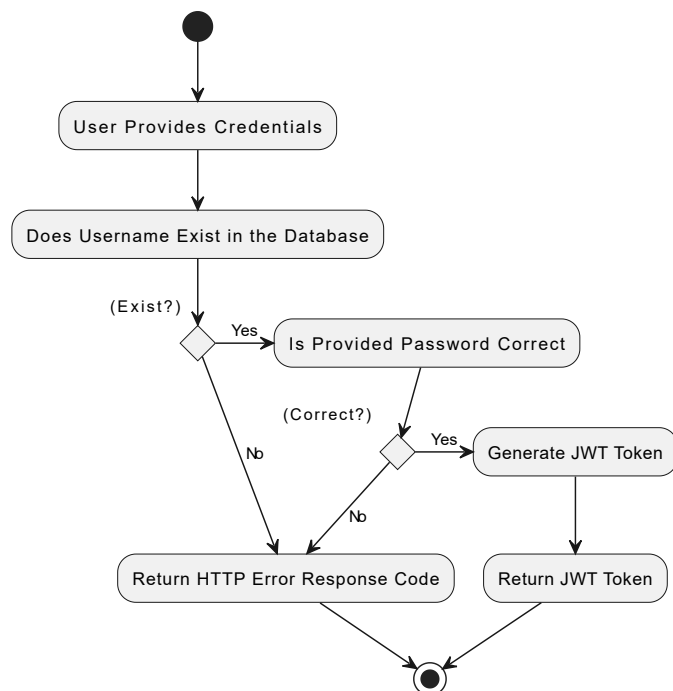 User Provides Credentials
Does Username Exist in the Database
(Exist?)
Yes
Is Provided Password Correct
(Correct?)
Yes
Generate JWT Token
No
No
Return HTTP Error Response Code
Return JWT Token